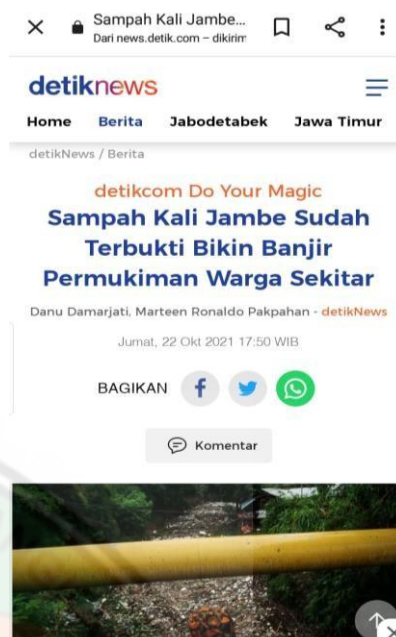 Sampah Kali Jambe...
Dari news.detik.com – dikirim
detiknews
Home Berita Jabodetabek Jawa Timur
detikNews / Berita
detikcom Do Your Magic
Sampah Kali Jambe Sudah
Terbukti Bikin Banjir
Permukiman Warga Sekitar
Danu Damarjati, Marteen Ronaldo Pakpahan - detikNews
Jumat, 22 Okt 2021 17:50 WIB
BAGIKAN
Komentar